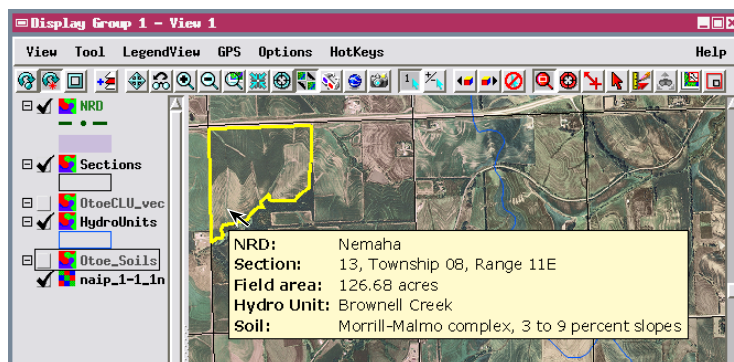 Display Group 1 - View 1
View Tool LegendView GPS Options HotKeys Help
NRD
Sections
OtoeCLU_vec
HydroUnits
Otoe_Soils
naip_1-1_1n
NRD: Nemaha
Section: 13, Township 08, Range 11E
Field area: 126.68 acres
Hydro Unit: Brownell Creek
Soil: Morrill-Malmo complex, 3 to 9 percent slopes